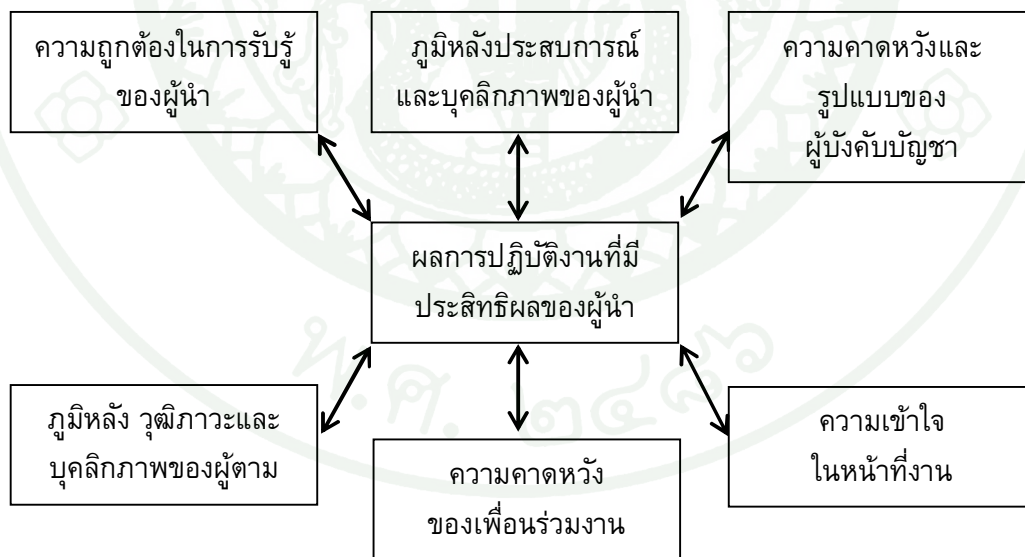 ความถูกต้องในการรับรู้
ของผู้นำ
ภูมิหลังประสบการณ์
และบุคลิกภาพของผู้นำ
ความคาดหวังและ
รูปแบบของ
ผู้บังคับบัญชา
ผลการปฏิบัติงานที่มี
ประสิทธิผลของผู้นำ
ภูมิหลัง วุฒิภาวะและ
บุคลิกภาพของผู้ตาม
ความคาดหวัง
ของเพื่อนร่วมงาน
ความเข้าใจ
ในหน้าที่งาน
พ.ศ. ๒๔๘๖